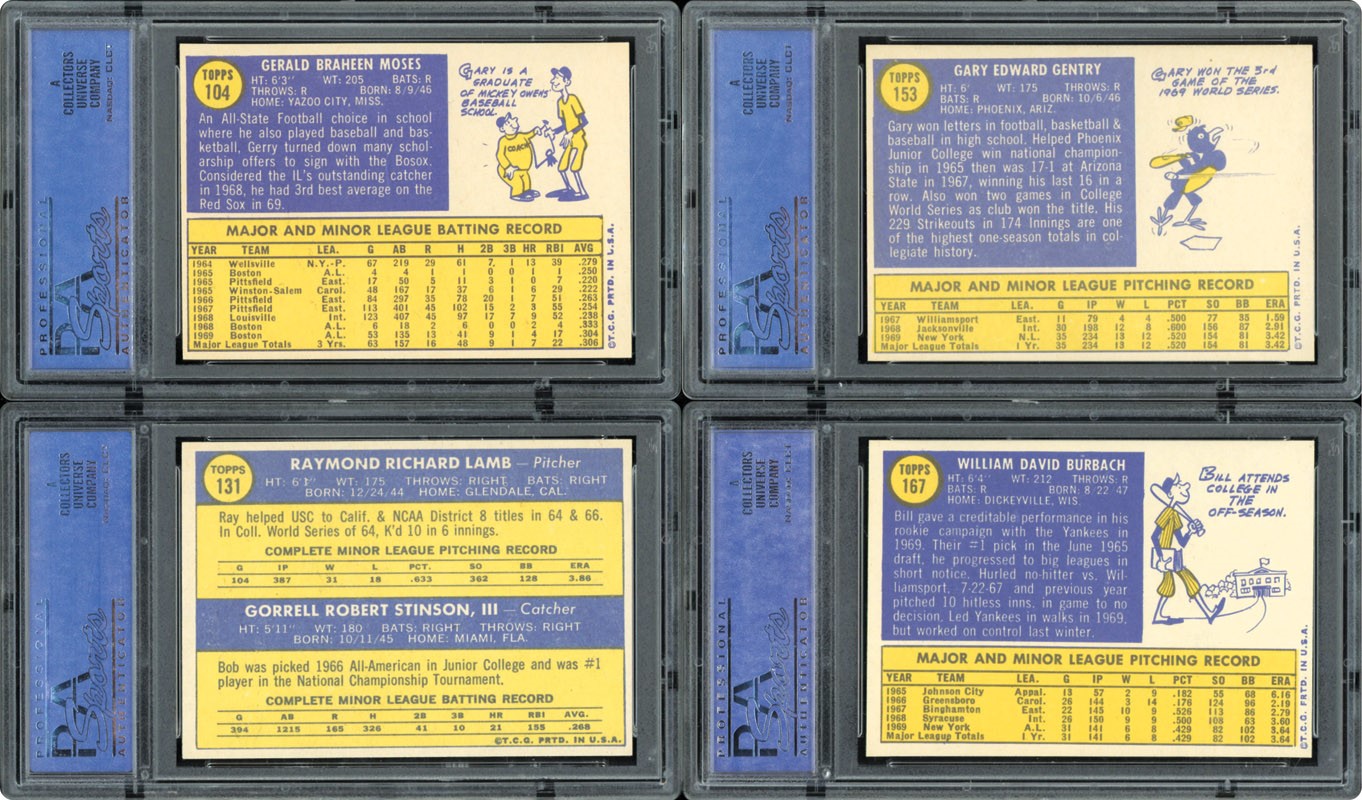 A
COLLECTORS
UNIVERSE
COMPANY
NASDAQ: CLCT
PROFESSIONAL
PSA
Sports
AUTHENTICATOR
TOPPS
104
GERALD BRAHEEN MOSES
HT: 6'3" WT: 205 BATS: R
THROWS: R BORN: 8/9/46
HOME: YAZOO CITY, MISS.
An All-State Football choice in school
where he also played baseball and bas-
ketball, Gerry turned down many schol-
arship offers to sign with the Bosox.
Considered the IL's outstanding catcher
in 1968, he had 3rd best average on the
Red Sox in 69.
GARY IS A
GRADUATE
OF MICKEY OWENS
BASEBALL
SCHOOL
COACH
MAJOR AND MINOR LEAGUE BATTING RECORD
YEAR TEAM LEA. G AB R H 2B 3B HR RBI AVG
1964 Wellsville N.Y.-P. 67 219 29 61 7 1 13 39 .279
1965 Boston A.L. 4 4 1 1 0 0 1 1 .250
1965 Pittsfield East. 17 50 5 11 3 1 0 7 .220
1965 Winston-Salem Carol. 48 167 17 37 6 1 6 29 .222
1966 Pittsfield East. 84 297 35 78 20 1 7 51 .263
1967 Pittsfield East. 113 401 45 102 15 2 3 55 .254
1968 Louisville Int. 123 407 45 97 17 7 9 52 .238
1968 Boston A.L. 6 18 2 6 0 0 2 4 .333
1969 Boston A.L. 53 135 13 41 9 1 4 17 .304
Major League Totals 3 Yrs. 63 157 16 48 9 1 7 22 .306
©T.C.G. PRTD. IN U.S.A.
A
COLLECTORS
UNIVERSE
COMPANY
NASDAQ: CLCT
PROFESSIONAL
PSA
Sports
AUTHENTICATOR
TOPPS
153
GARY EDWARD GENTRY
HT: 6' WT: 175 THROWS: R
BATS: R BORN: 10/6/46
HOME: PHOENIX, ARIZ.
Gary won letters in football, basketball &
baseball in high school. Helped Phoenix
Junior College win national champion-
ship in 1965 then was 17-1 at Arizona
State in 1967, winning his last 16 in a
row. Also won two games in College
World Series as club won the title. His
229 Strikeouts in 174 Innings are one
of the highest one-season totals in col-
legiate history.
GARY WON THE 3rd
GAME OF THE
1969 WORLD SERIES.
MAJOR AND MINOR LEAGUE PITCHING RECORD
YEAR TEAM LEA. G IP W L PCT SO BB ERA
1967 Williamsport East. 11 79 4 4 .500 77 35 1.59
1968 Jacksonville Int. 30 198 12 8 .600 156 87 2.91
1969 New York N.L. 35 234 13 12 .520 154 81 3.42
Major League Totals 1 Yr. 35 234 13 12 .520 154 81 3.42
©T.C.G. PRTD. IN U.S.A.
A
COLLECTORS
UNIVERSE
COMPANY
PROFESSIONAL
PSA
Sports
AUTHENTICATOR
TOPPS
131
RAYMOND RICHARD LAMB — Pitcher
HT: 6'1" WT: 175 THROWS: RIGHT BATS: RIGHT
BORN: 12/24/44 HOME: GLENDALE, CAL.
Ray helped USC to Calif. & NCAA District 8 titles in 64 & 66.
In Coll. World Series of 64, K'd 10 in 6 innings.
COMPLETE MINOR LEAGUE PITCHING RECORD
G IP W L PCT. SO BB ERA
104 387 31 18 .633 362 128 3.86
GORRELL ROBERT STINSON, III — Catcher
HT: 5'11" WT: 180 BATS: RIGHT THROWS: RIGHT
BORN: 10/11/45 HOME: MIAMI, FLA.
Bob was picked 1966 All-American in Junior College and was #1
player in the National Championship Tournament.
COMPLETE MINOR LEAGUE BATTING RECORD
G AB R H 2B 3B HR RBI AVG.
394 1215 165 326 41 10 21 155 .268
©T.C.G. PRTD. IN U.S.A.
A
COLLECTORS
UNIVERSE
COMPANY
PROFESSIONAL
PSA
Sports
AUTHENTICATOR
TOPPS
167
WILLIAM DAVID BURBACH
HT: 6'4" WT: 212 THROWS: R
BATS: R BORN: 8-22-47
HOME: DICKEYVILLE, WIS.
Bill gave a creditable performance in his
rookie campaign with the Yankees in
1969. Their #1 pick in the June 1965
draft, he progressed to big leagues in
short notice. Hurled no-hitter vs. Wil-
liamsport, 7-22-67 and previous year
pitched 10 hitless inns. in game to no
decision. Led Yankees in walks in 1969,
but worked on control last winter.
BILL ATTENDS
COLLEGE IN
THE
OFF-SEASON.
MAJOR AND MINOR LEAGUE PITCHING RECORD
YEAR TEAM LEA. G IP W L PCT SO BB ERA
1965 Johnson City Appal. 13 57 2 9 .182 55 68 6.16
1966 Greensboro Carol. 26 144 3 14 .176 124 96 2.19
1967 Binghamton East. 22 145 10 9 .526 113 86 2.79
1968 Syracuse Int. 26 150 9 9 .500 108 63 3.60
1969 New York A.L. 31 141 6 8 .429 82 102 3.64
Major League Totals 1 Yr. 31 141 6 8 .429 82 102 3.64
©T.C.G. PRTD. IN U.S.A.